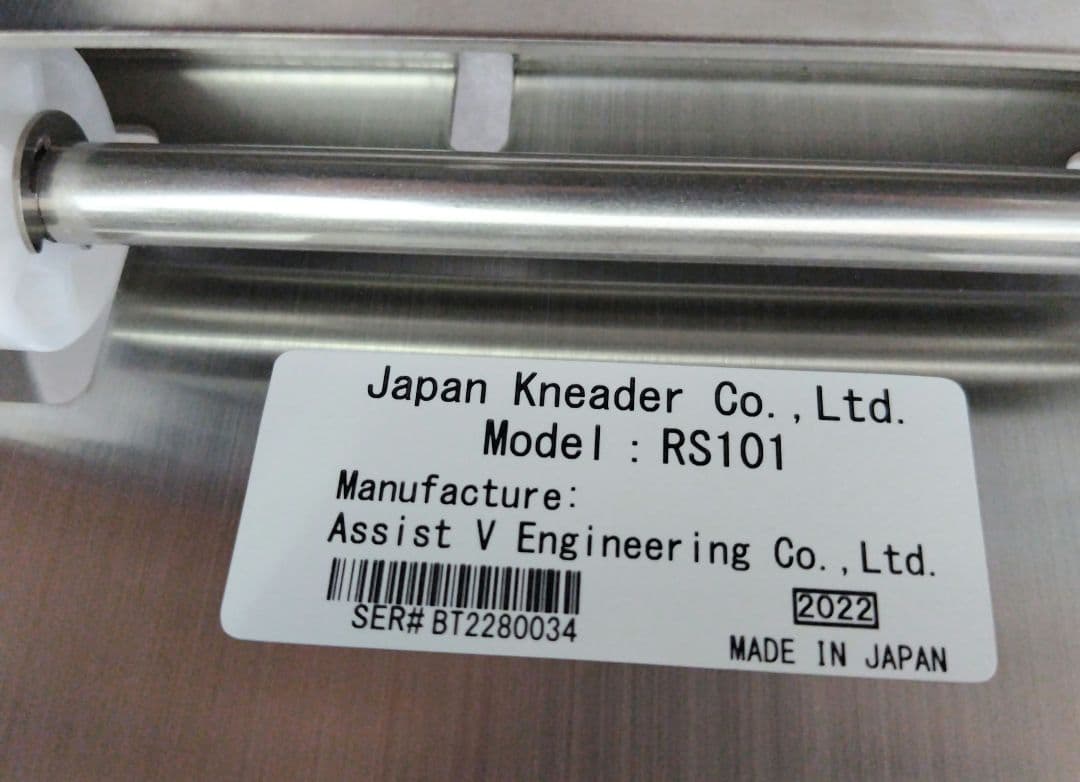 Japan Kneader Co.,Ltd.
Model : RS101
Manufacture:
Assist V Engineering Co.,Ltd.
SER# BT2280034
2022
MADE IN JAPAN